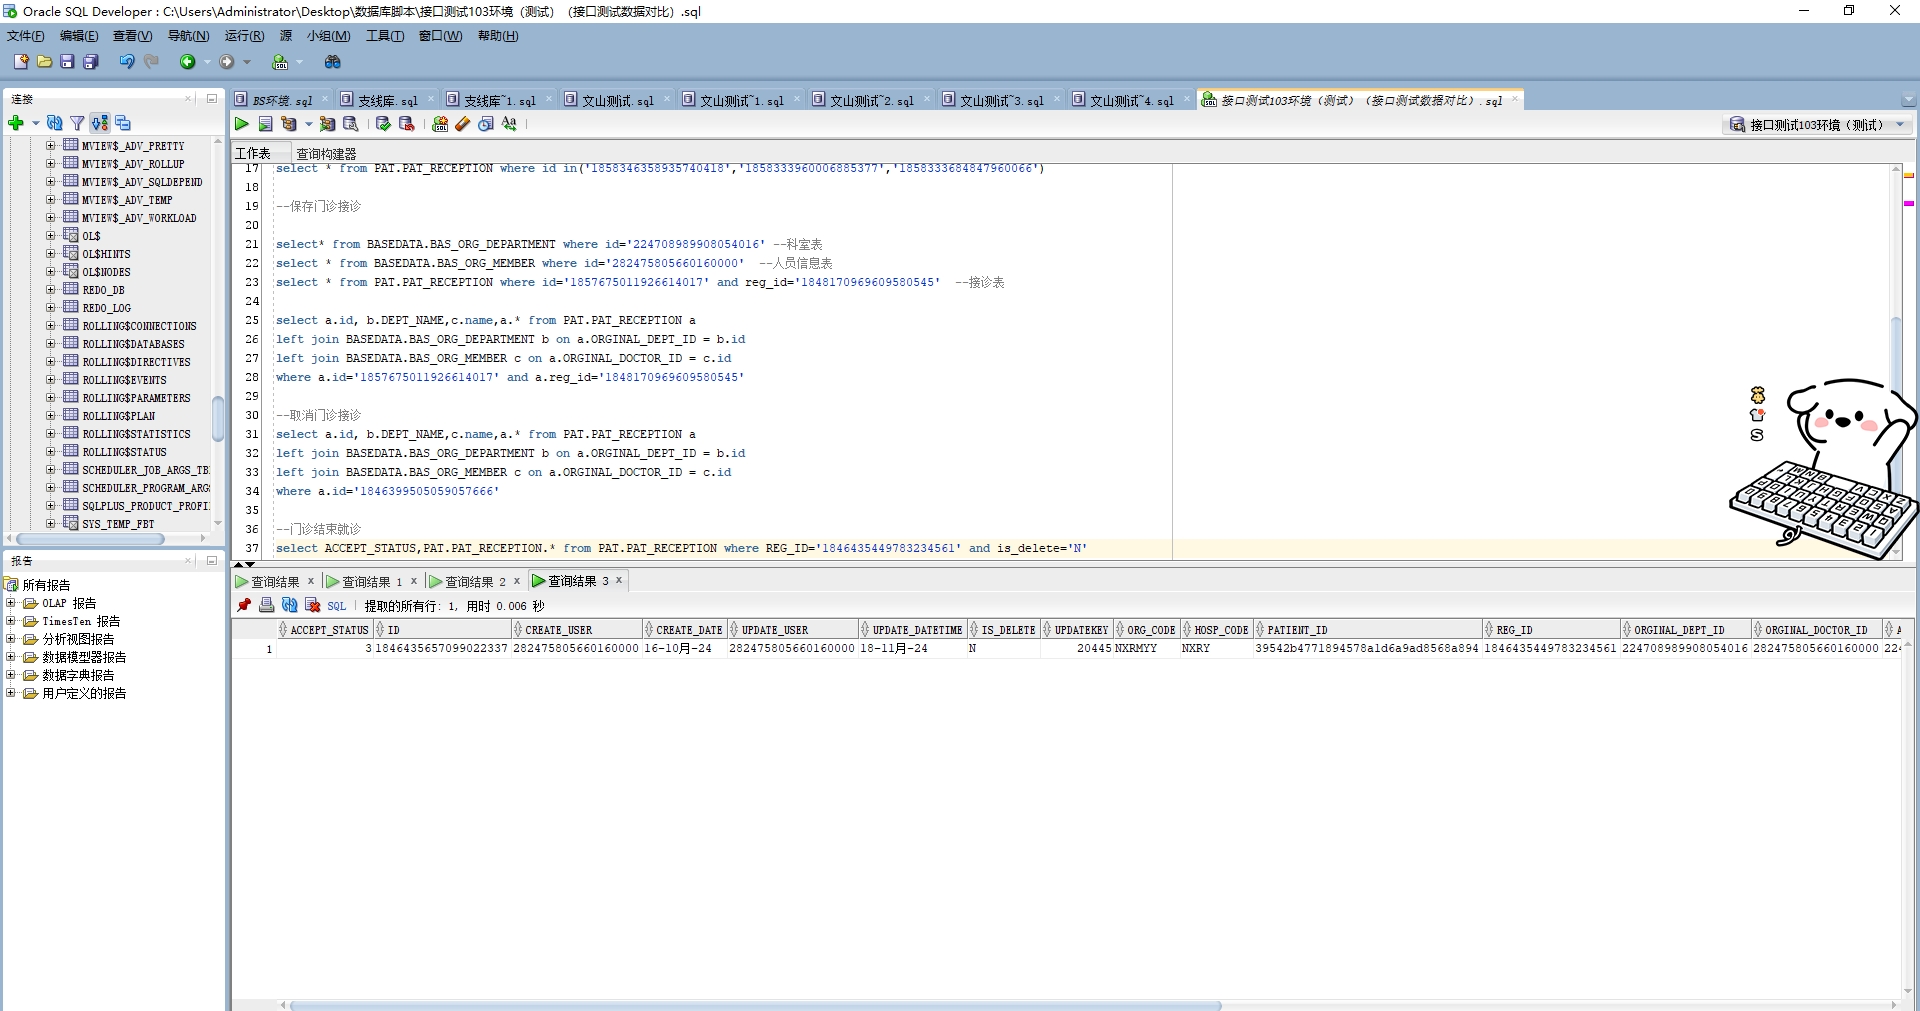 Oracle SQL Developer : C:\Users\Administrator\Desktop\数据库脚本\接口测试103环境（测试）（接口测试数据对比）.sql
文件(F) 编辑(E) 查看(V) 导航(N) 运行(R) 源 小组(M) 工具(T) 窗口(W) 帮助(H)
连接
MVIEW$_ADV_PRETTY
MVIEW$_ADV_ROLLUP
MVIEW$_ADV_SQLDEPEND
MVIEW$_ADV_TEMP
MVIEW$_ADV_WORKLOAD
OL$
OL$HINTS
OL$NODES
REDO_DB
REDO_LOG
ROLLING$CONNECTIONS
ROLLING$DATABASES
ROLLING$DIRECTIVES
ROLLING$EVENTS
ROLLING$PARAMETERS
ROLLING$PLAN
ROLLING$STATISTICS
ROLLING$STATUS
SCHEDULER_JOB_ARGS_TB
SCHEDULER_PROGRAM_ARG
SQLPLUS_PRODUCT_PROFI
SYS_TEMP_FBT
报告
所有报告
OLAP 报告
TimesTen 报告
分析视图报告
数据模型器报告
数据字典报告
用户定义的报告
BS环境.sql 支线库.sql 支线库~1.sql 文山测试.sql 文山测试~1.sql 文山测试~2.sql 文山测试~3.sql 文山测试~4.sql 接口测试103环境（测试）（接口测试数据对比）.sql
接口测试103环境（测试）
工作表 查询构建器
17 select * from PAT.PAT_RECEPTION where id in('1858346358935740418','1858333960006885377','1858333684847960066')
18
19 --保存门诊接诊
20
21 select* from BASEDATA.BAS_ORG_DEPARTMENT where id='224708989908054016' --科室表
22 select * from BASEDATA.BAS_ORG_MEMBER where id='282475805660160000' --人员信息表
23 select * from PAT.PAT_RECEPTION where id='1857675011926614017' and reg_id='1848170969609580545' --接诊表
24
25 select a.id, b.DEPT_NAME,c.name,a.* from PAT.PAT_RECEPTION a
26 left join BASEDATA.BAS_ORG_DEPARTMENT b on a.ORGINAL_DEPT_ID = b.id
27 left join BASEDATA.BAS_ORG_MEMBER c on a.ORGINAL_DOCTOR_ID = c.id
28 where a.id='1857675011926614017' and a.reg_id='1848170969609580545'
29
30 --取消门诊接诊
31 select a.id, b.DEPT_NAME,c.name,a.* from PAT.PAT_RECEPTION a
32 left join BASEDATA.BAS_ORG_DEPARTMENT b on a.ORGINAL_DEPT_ID = b.id
33 left join BASEDATA.BAS_ORG_MEMBER c on a.ORGINAL_DOCTOR_ID = c.id
34 where a.id='1846399505059057666'
35
36 --门诊结束就诊
37 select ACCEPT_STATUS,PAT.PAT_RECEPTION.* from PAT.PAT_RECEPTION where REG_ID='1846435449783234561' and is_delete='N'
查询结果 查询结果 1 查询结果 2 查询结果 3
SQL 提取的所有行: 1, 用时 0.006 秒
ACCEPT_STATUS ID CREATE_USER CREATE_DATE UPDATE_USER UPDATE_DATETIME IS_DELETE UPDATEKEY ORG_CODE HOSP_CODE PATIENT_ID REG_ID ORGINAL_DEPT_ID ORGINAL_DOCTOR_ID A
1 3 1846435657099022337 282475805660160000 16-10月-24 282475805660160000 18-11月-24 N 20445 NXRMYY NXRY 39542b4771894578a1d6a9ad8568a894 1846435449783234561 224708989908054016 282475805660160000 224